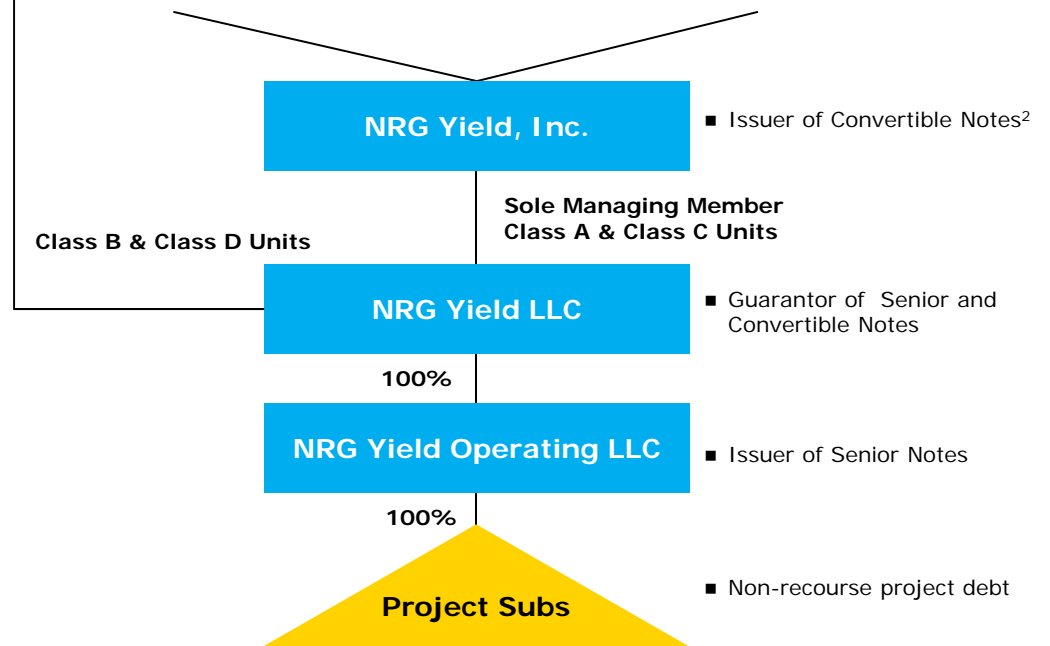 NRG Yield, Inc.
■ Issuer of Convertible Notes²
Sole Managing Member
Class A & Class C Units
Class B & Class D Units
NRG Yield LLC
■ Guarantor of Senior and
Convertible Notes
100%
NRG Yield Operating LLC
■ Issuer of Senior Notes
100%
Project Subs
■ Non-recourse project debt